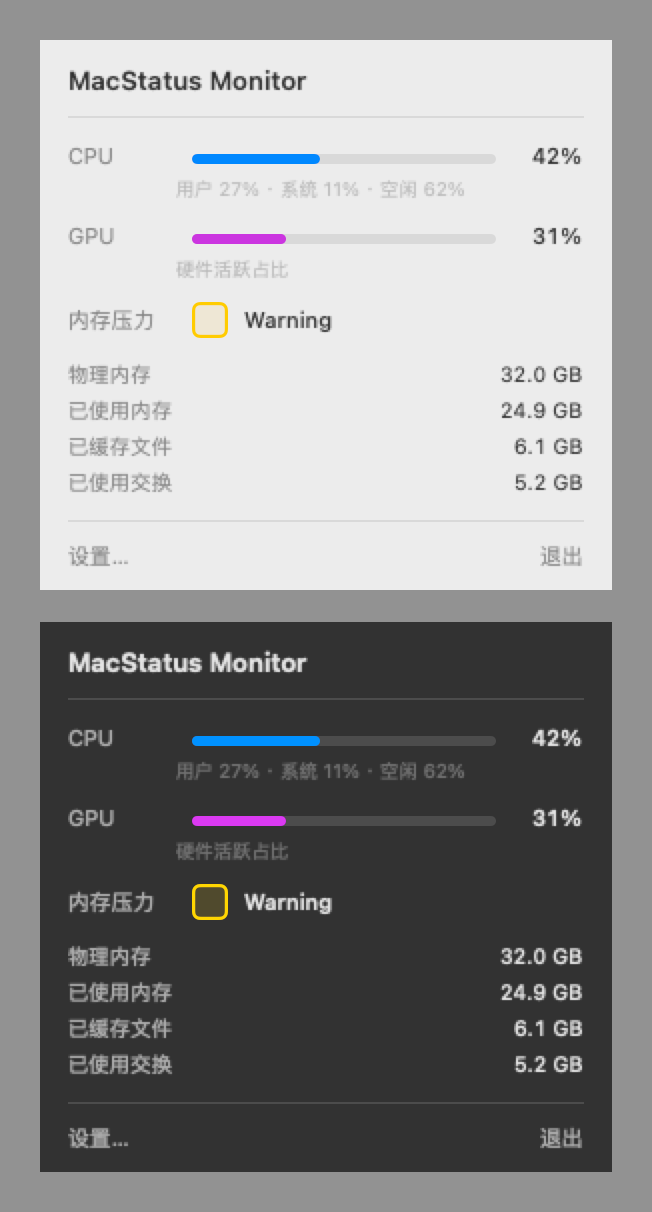 MacStatus Monitor
CPU 42%
用户 27% · 系统 11% · 空闲 62%
GPU 31%
硬件活跃占比
内存压力 Warning
物理内存 32.0 GB
已使用内存 24.9 GB
已缓存文件 6.1 GB
已使用交换 5.2 GB
设置... 退出
MacStatus Monitor
CPU 42%
用户 27% · 系统 11% · 空闲 62%
GPU 31%
硬件活跃占比
内存压力 Warning
物理内存 32.0 GB
已使用内存 24.9 GB
已缓存文件 6.1 GB
已使用交换 5.2 GB
设置... 退出